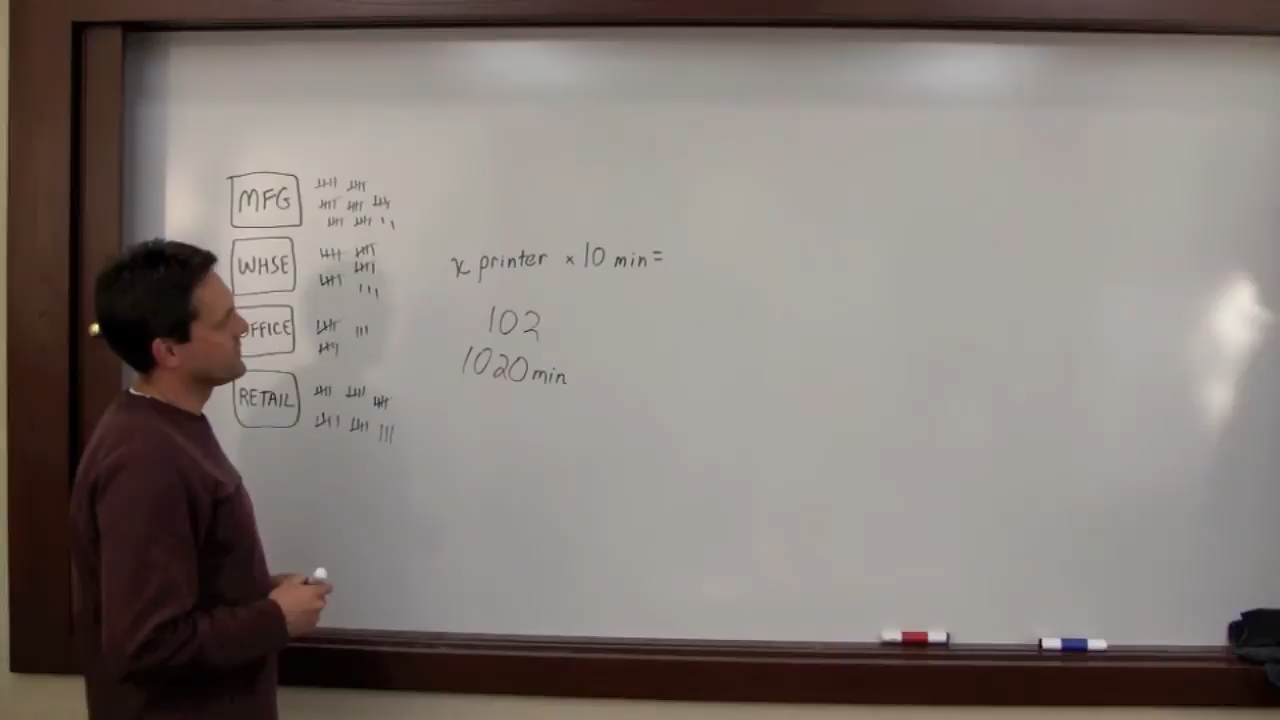 MFG
WHSE
OFFICE
RETAIL
x printer × 10 min =
102
1020 min